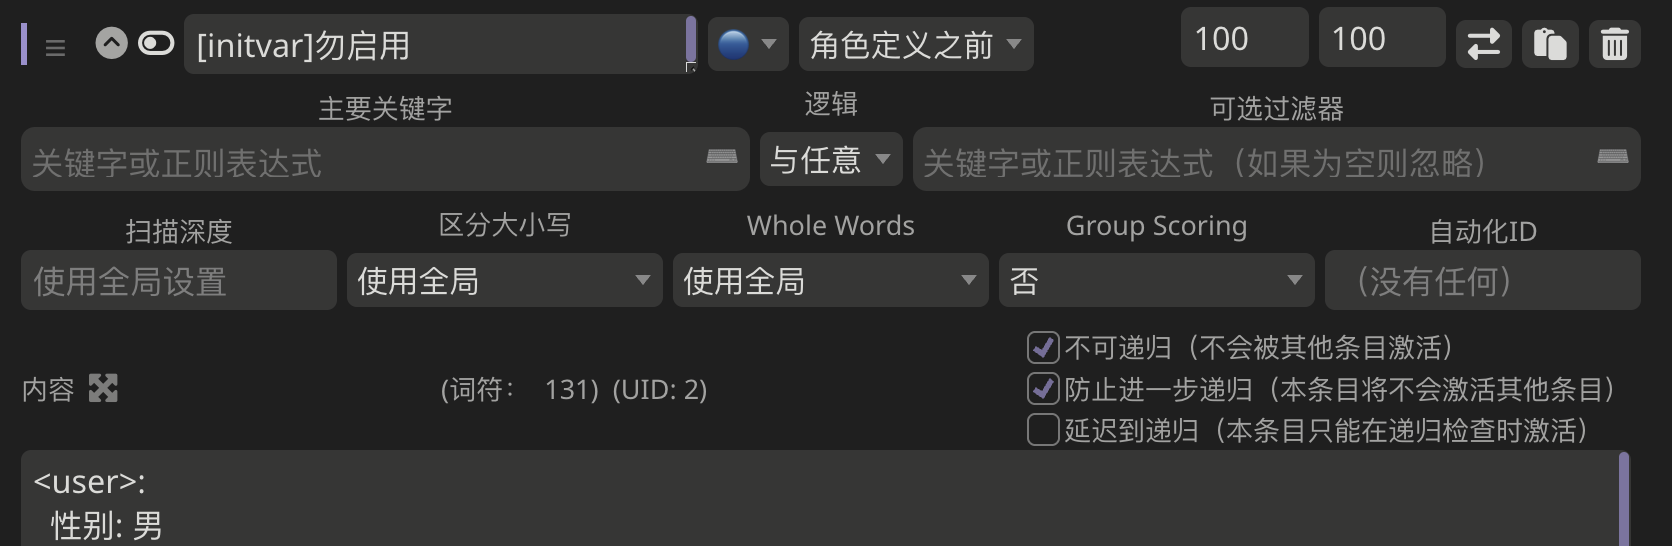 [initvar]勿启用 角色定义之前 100 100
主要关键字 逻辑 可选过滤器
关键字或正则表达式 与任意 关键字或正则表达式（如果为空则忽略）
扫描深度 区分大小写 Whole Words Group Scoring 自动化ID
使用全局设置 使用全局 使用全局 否 （没有任何）
不可递归（不会被其他条目激活）
内容 (词符： 131) (UID: 2) 防止进一步递归（本条目将不会激活其他条目）
延迟到递归（本条目只能在递归检查时激活）
<user>:
性别: 男